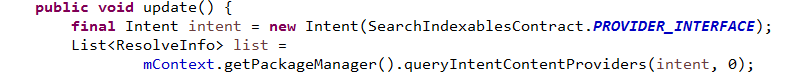 public void update() {
final Intent intent = new Intent(SearchIndexablesContract.PROVIDER_INTERFACE);
List<ResolveInfo> list =
mContext.getPackageManager().queryIntentContentProviders(intent, 0);